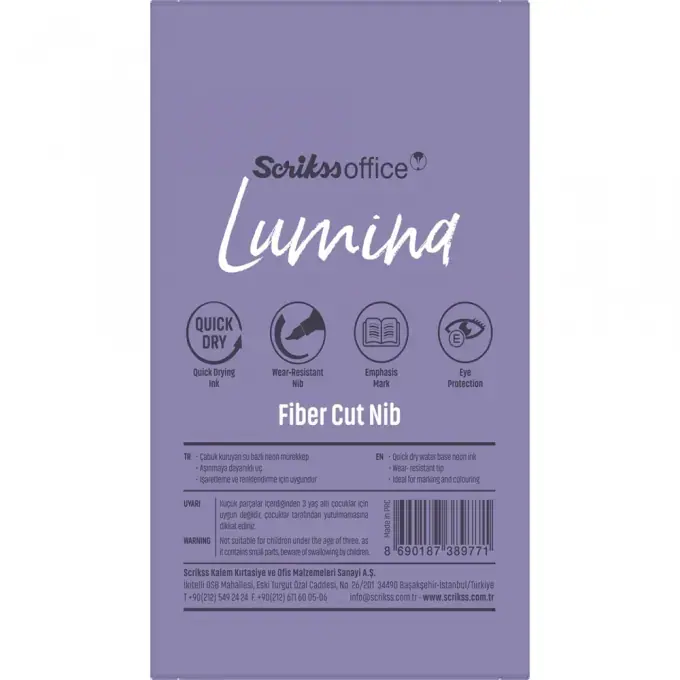 Scrikss office
Lumina
QUICK
DRY
Quick Drying
Ink
Wear-Resistant
Nib
Emphasis
Mark
E
Eye
Protection
Fiber Cut Nib
TR - Çabuk kuruyan su bazlı neon mürekkep
- Aşınmaya dayanıklı uç
- İşaretleme ve renklendirme için uygundur
EN - Quick dry water base neon ink
- Wear- resistant tip
- Ideal for marking and colouring
UYARI Küçük parçalar içerdiğinden 3 yaş altı çocuklar için
uygun değildir, çocuklar tarafından yutulmamasına
dikkat ediniz.
WARNING Not suitable for children under the age of three, as
it contains small parts, beware of swallowing by children.
Made in PRC
8 690187 389771
Scrikss Kalem Kırtasiye ve Ofis Malzemeleri Sanayi A.Ş.
İkitelli OSB Mahallesi, Eski Turgut Özal Caddesi, No: 26/201 34490 Başakşehir-İstanbul/Türkiye
T +90(212) 549 24 24 F. +90(212) 671 60 05-06 info@scrikss.com.tr - www.scrikss.com.tr